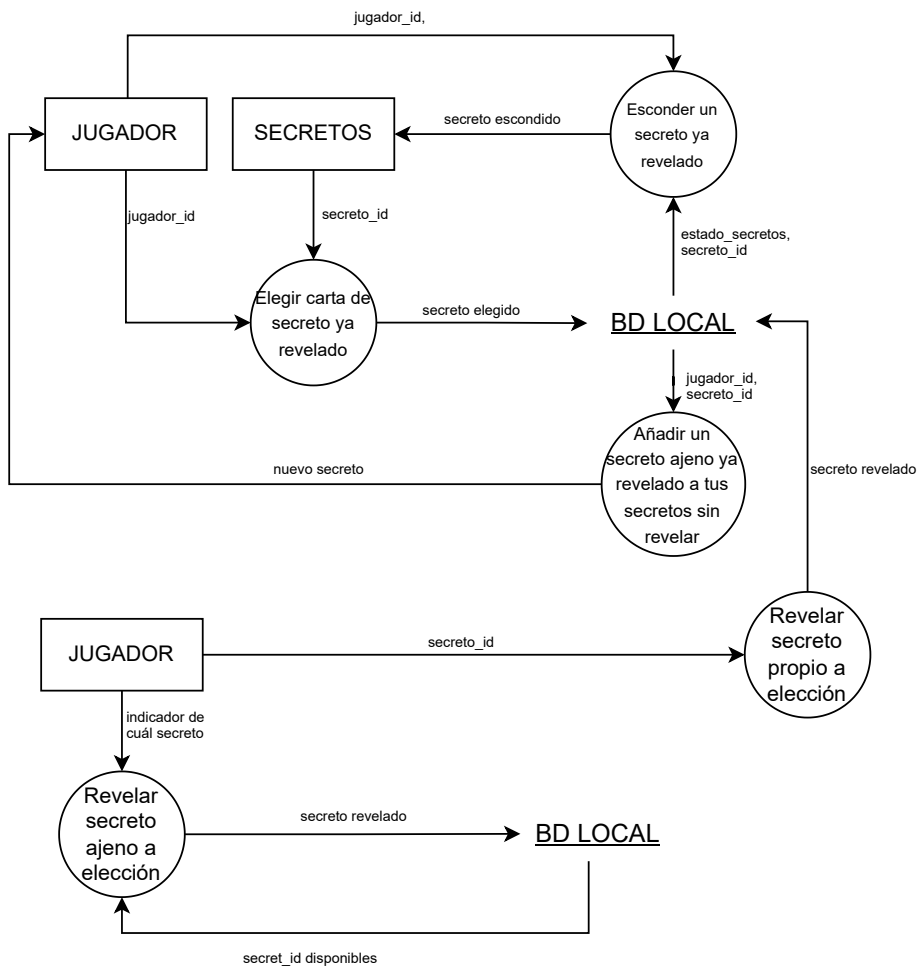 jugador_id,
JUGADOR
SECRETOS
secreto escondido
Esconder un
secreto ya
revelado
jugador_id
secreto_id
estado_secretos,
secreto_id
Elegir carta de
secreto ya
revelado
secreto elegido
BD LOCAL
jugador_id,
secreto_id
Añadir un
secreto ajeno ya
revelado a tus
secretos sin
revelar
nuevo secreto
secreto revelado
JUGADOR
secreto_id
Revelar
secreto
propio a
elección
indicador de
cuál secreto
Revelar
secreto
ajeno a
elección
secreto revelado
BD LOCAL
secret_id disponibles